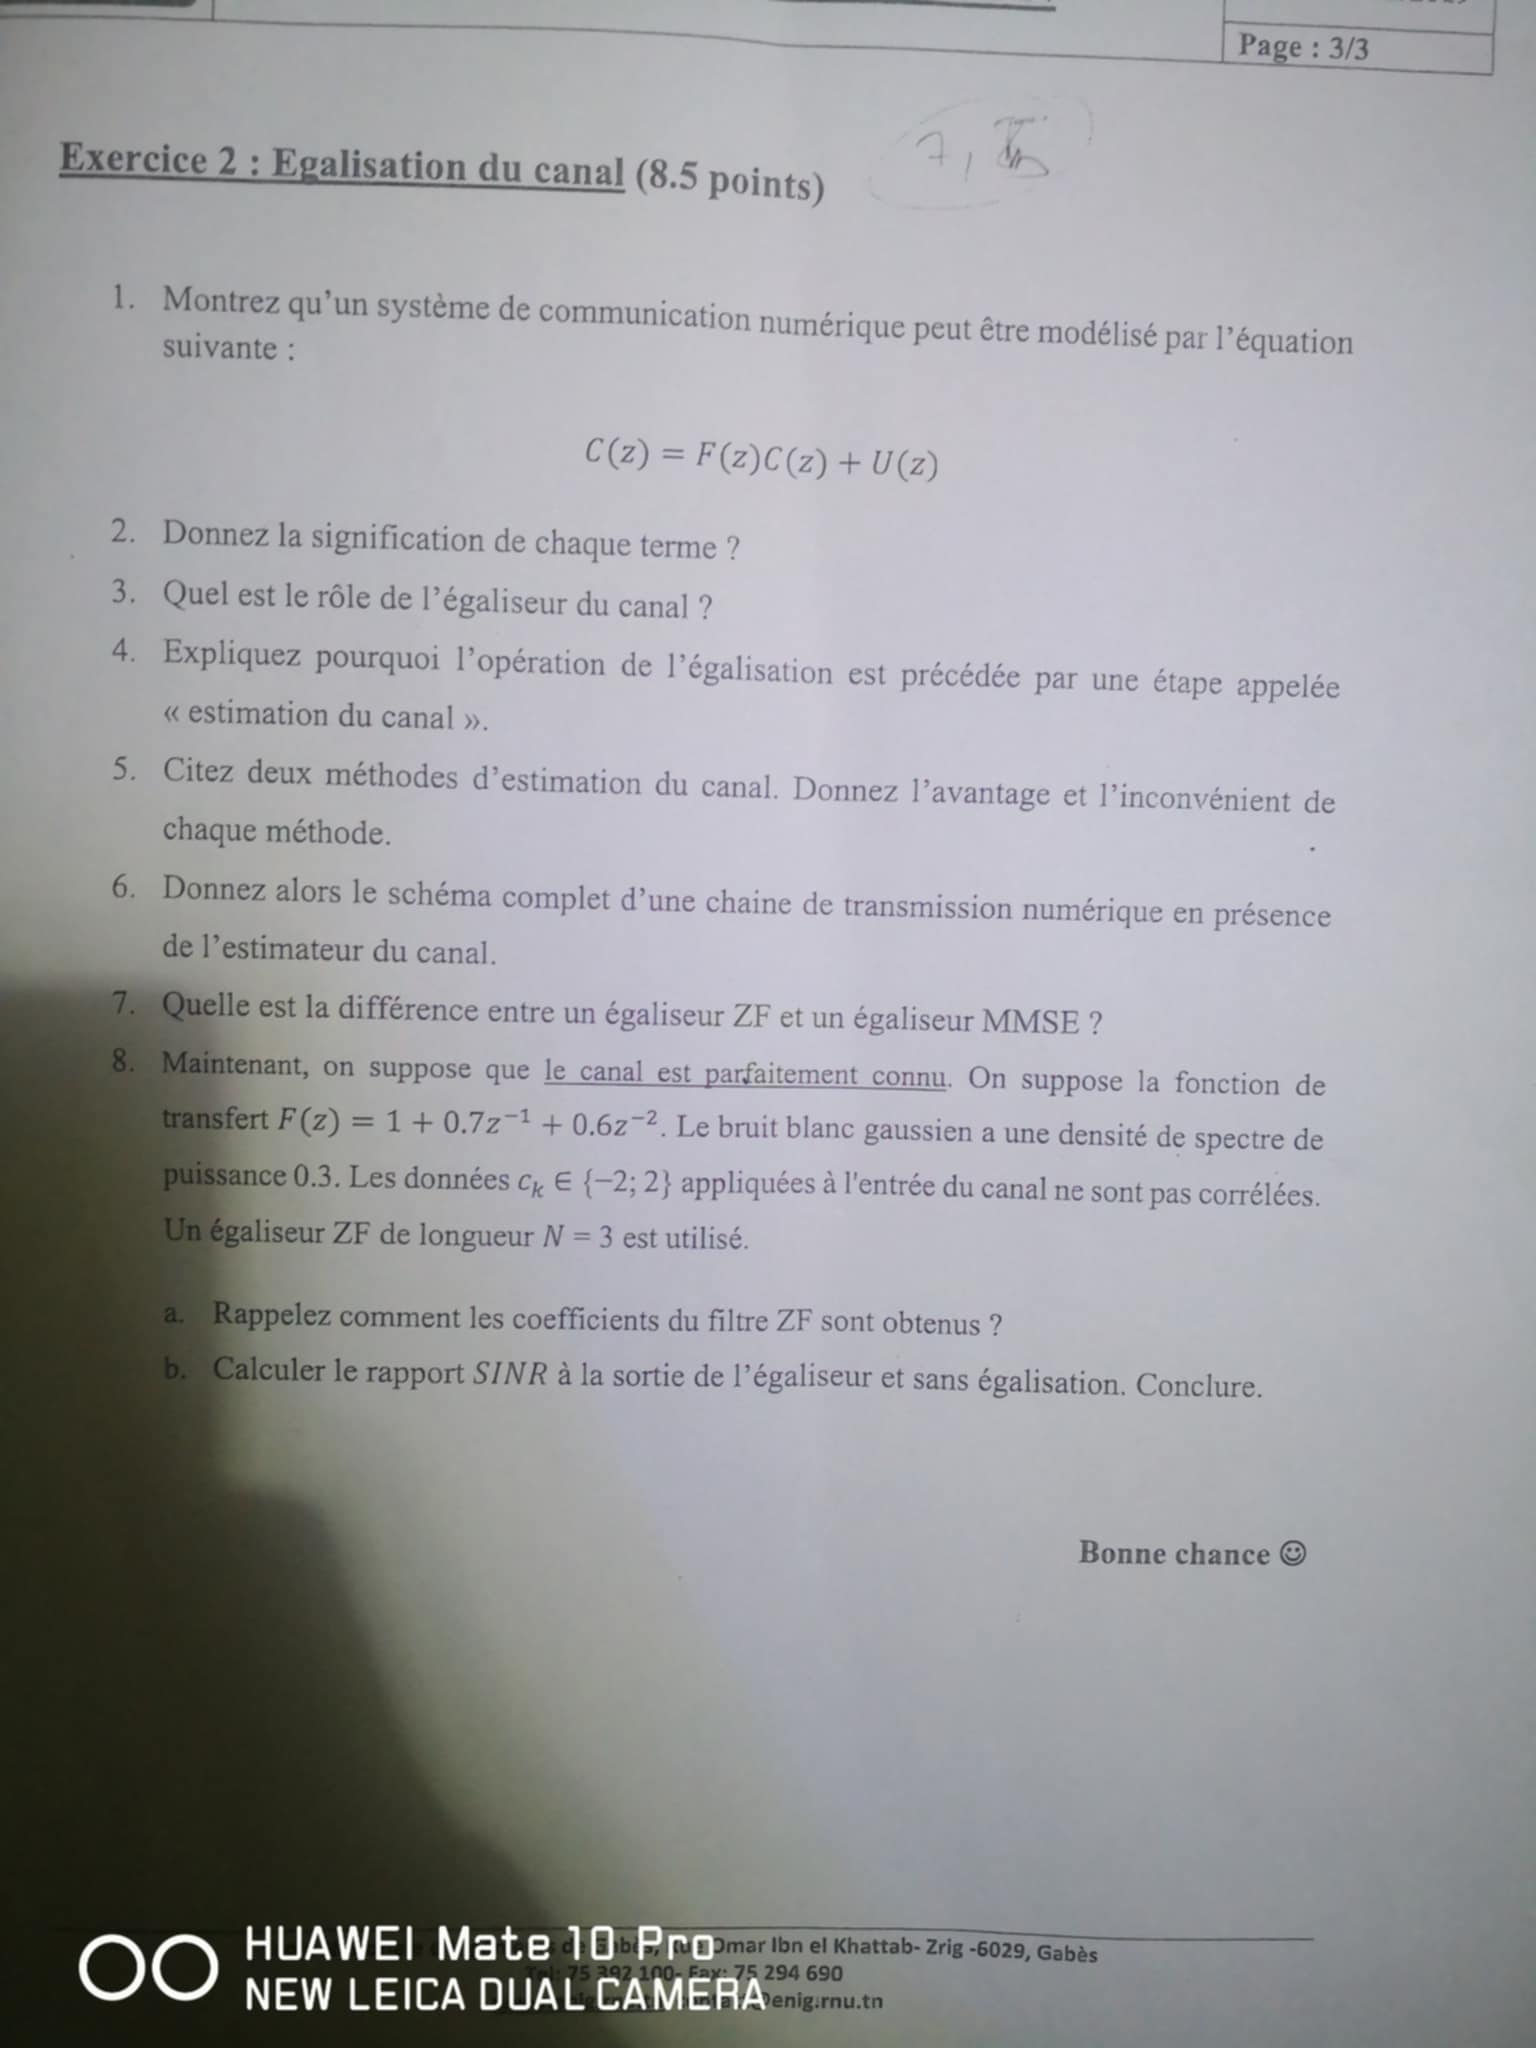 Page : 3/3
Exercice 2 : Egalisation du canal (8.5 points)
7,
1. Montrez qu'un système de communication numérique peut être modélisé par l'équation
suivante :
C(z) = F(z)C(z) + U(z)
2. Donnez la signification de chaque terme ?
3. Quel est le rôle de l'égaliseur du canal ?
4. Expliquez pourquoi l'opération de l'égalisation est précédée par une étape appelée
« estimation du canal ».
5. Citez deux méthodes d'estimation du canal. Donnez l'avantage et l'inconvénient de
chaque méthode.
6. Donnez alors le schéma complet d'une chaine de transmission numérique en présence
de l'estimateur du canal.
7. Quelle est la différence entre un égaliseur ZF et un égaliseur MMSE ?
8. Maintenant, on suppose que le canal est parfaitement connu. On suppose la fonction de
transfert F(z) = 1 + 0.7z⁻¹ + 0.6z⁻². Le bruit blanc gaussien a une densité de spectre de
puissance 0.3. Les données cₖ ∈ {−2; 2} appliquées à l'entrée du canal ne sont pas corrélées.
Un égaliseur ZF de longueur N = 3 est utilisé.
a. Rappelez comment les coefficients du filtre ZF sont obtenus ?
b. Calculer le rapport SINR à la sortie de l'égaliseur et sans égalisation. Conclure.
Bonne chance ☺
Omar Ibn el Khattab- Zrig -6029, Gabès
Tel: 75 392 100- Fax: 75 294 690
enig.rnu.tn
HUAWEI Mate 10 Pro
NEW LEICA DUAL CAMERA